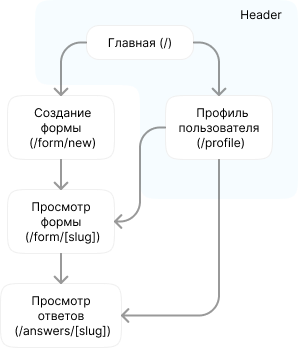 Header
Главная (/)
Создание
формы
(/form/new)
Профиль
пользователя
(/profile)
Просмотр
формы
(/form/[slug])
Просмотр
ответов
(/answers/[slug])